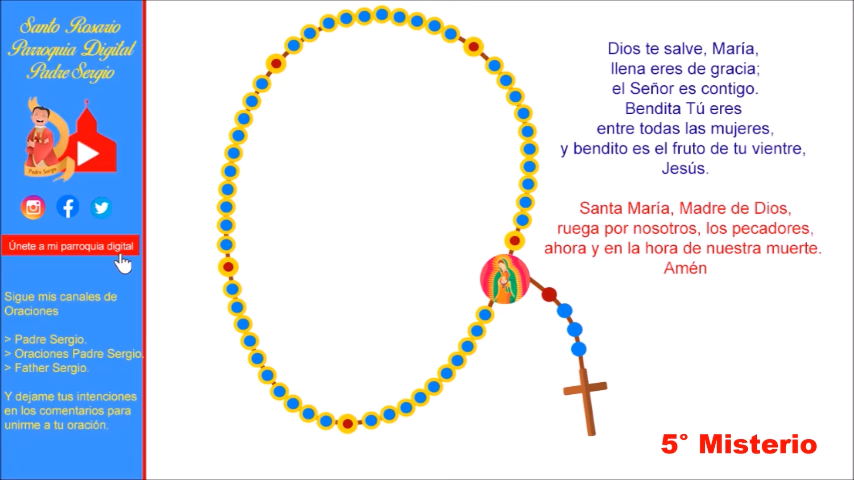 Santo Rosario
Parroquia Digital
Padre Sergio
Padre Sergio
Únete a mi parroquia digital
Sigue mis canales de
Oraciones
> Padre Sergio.
> Oraciones Padre Sergio.
> Father Sergio.
Y dejame tus intenciones
en los comentarios para
unirme a tu oración.
Dios te salve, María,
llena eres de gracia;
el Señor es contigo.
Bendita Tú eres
entre todas las mujeres,
y bendito es el fruto de tu vientre,
Jesús.
Santa María, Madre de Dios,
ruega por nosotros, los pecadores,
ahora y en la hora de nuestra muerte.
Amén
5° Misterio